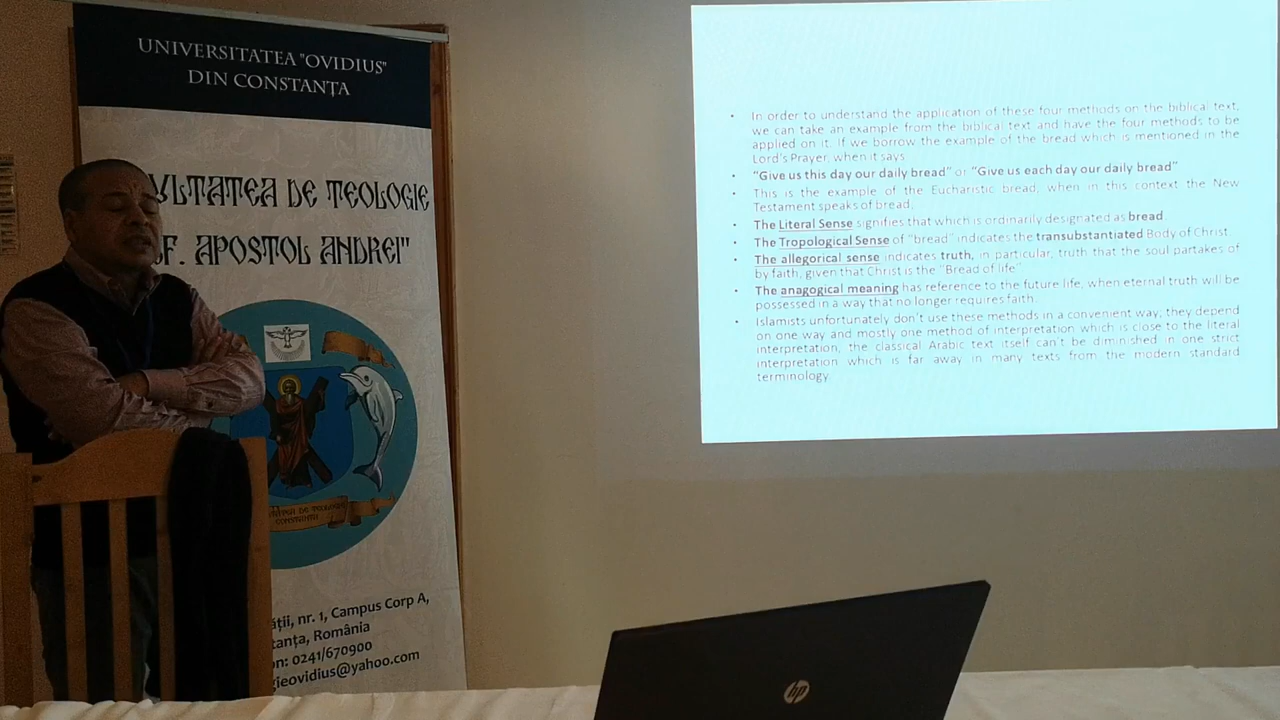 UNIVERSITATEA "OVIDIUS"
DIN CONSTANȚA
ULTATEA DE TEOLOGIE
F. APOSTOL ANDREI"
DE TEOLOGIE
CONSTANȚA
ății, nr. 1, Campus Corp A,
tanța, România
on: 0241/670900
gieovidius@yahoo.com
• In order to understand the application of these four methods on the biblical text,
we can take an example from the biblical text and have the four methods to be
applied on it. If we borrow the example of the bread which is mentioned in the
Lord's Prayer, when it says
• "Give us this day our daily bread" or "Give us each day our daily bread"
• This is the example of the Eucharistic bread, when in this context the New
Testament speaks of bread.
• The Literal Sense signifies that which is ordinarily designated as bread
• The Tropological Sense of "bread" indicates the transubstantiated Body of Christ.
• The allegorical sense indicates truth, in particular, truth that the soul partakes of
by faith, given that Christ is the "Bread of life"
• The anagogical meaning has reference to the future life, when eternal truth will be
possessed in a way that no longer requires faith.
• Islamists unfortunately don't use these methods in a convenient way, they depend
on one way and mostly one method of interpretation which is close to the literal
interpretation, the classical Arabic text itself can't be diminished in one strict
interpretation which is far away in many texts from the modern standard
terminology.
hp